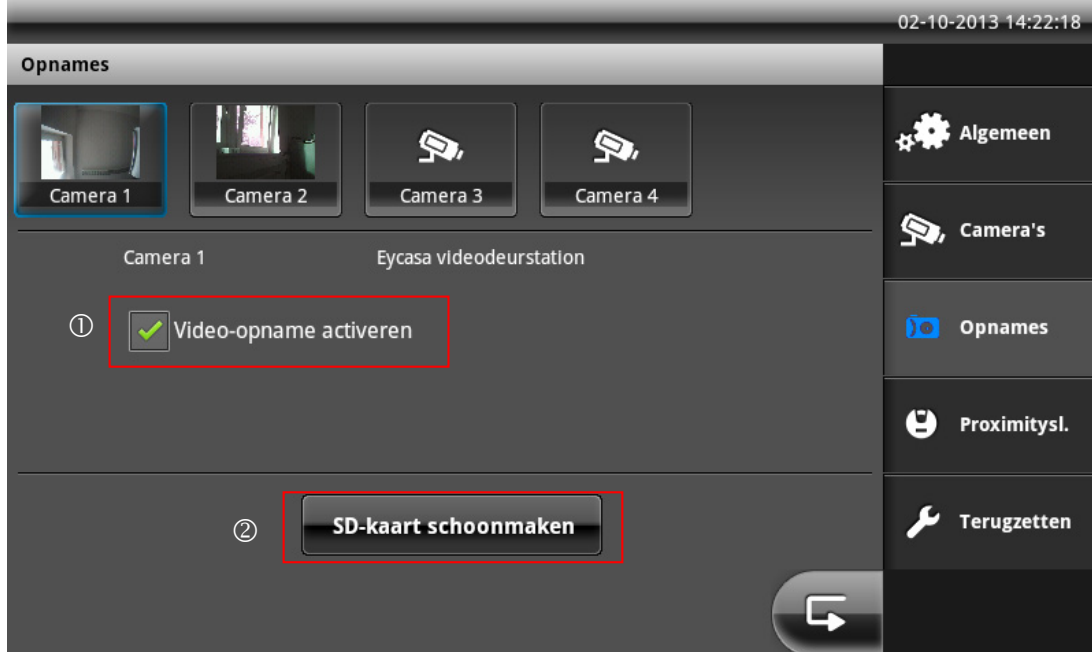 02-10-2013 14:22:18
Opnames
Camera 1
Camera 2
Camera 3
Camera 4
Camera 1
Eycasa videodeurstation
① Video-opname activeren
② SD-kaart schoonmaken
Algemeen
Camera's
Opnames
Proximitysl.
Terugzetten